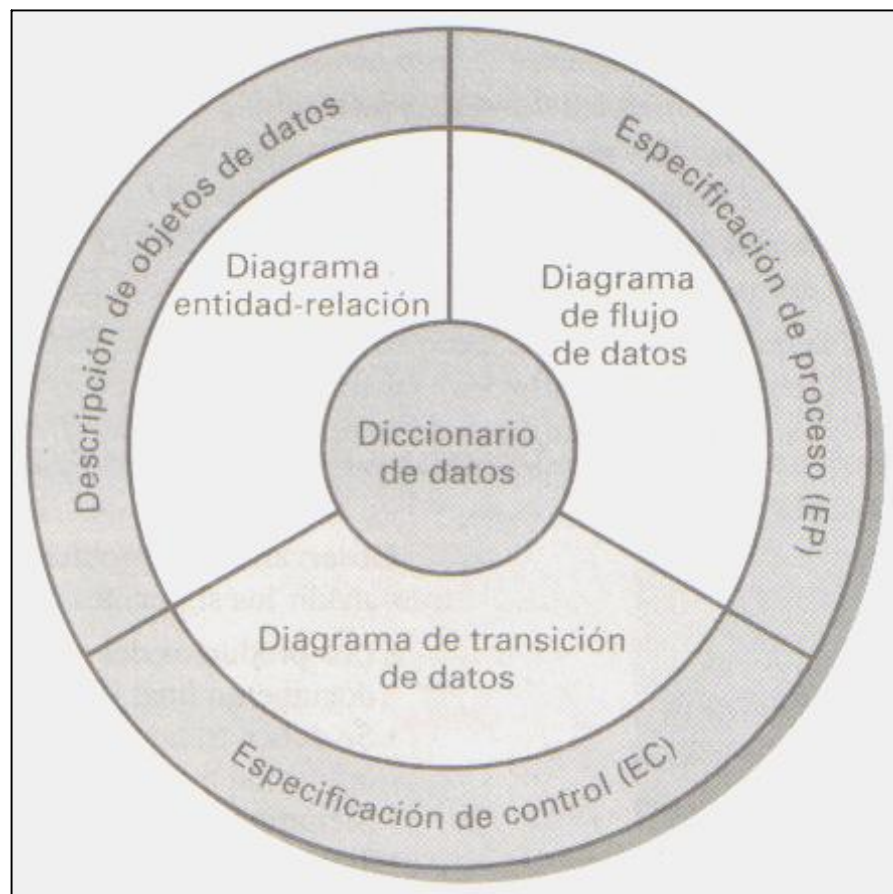 Descripción de objetos de datos
Especificación de proceso (EP)
Diagrama
entidad-relación
Diagrama
de flujo
de datos
Diccionario
de datos
Diagrama de transición
de datos
Especificación de control (EC)